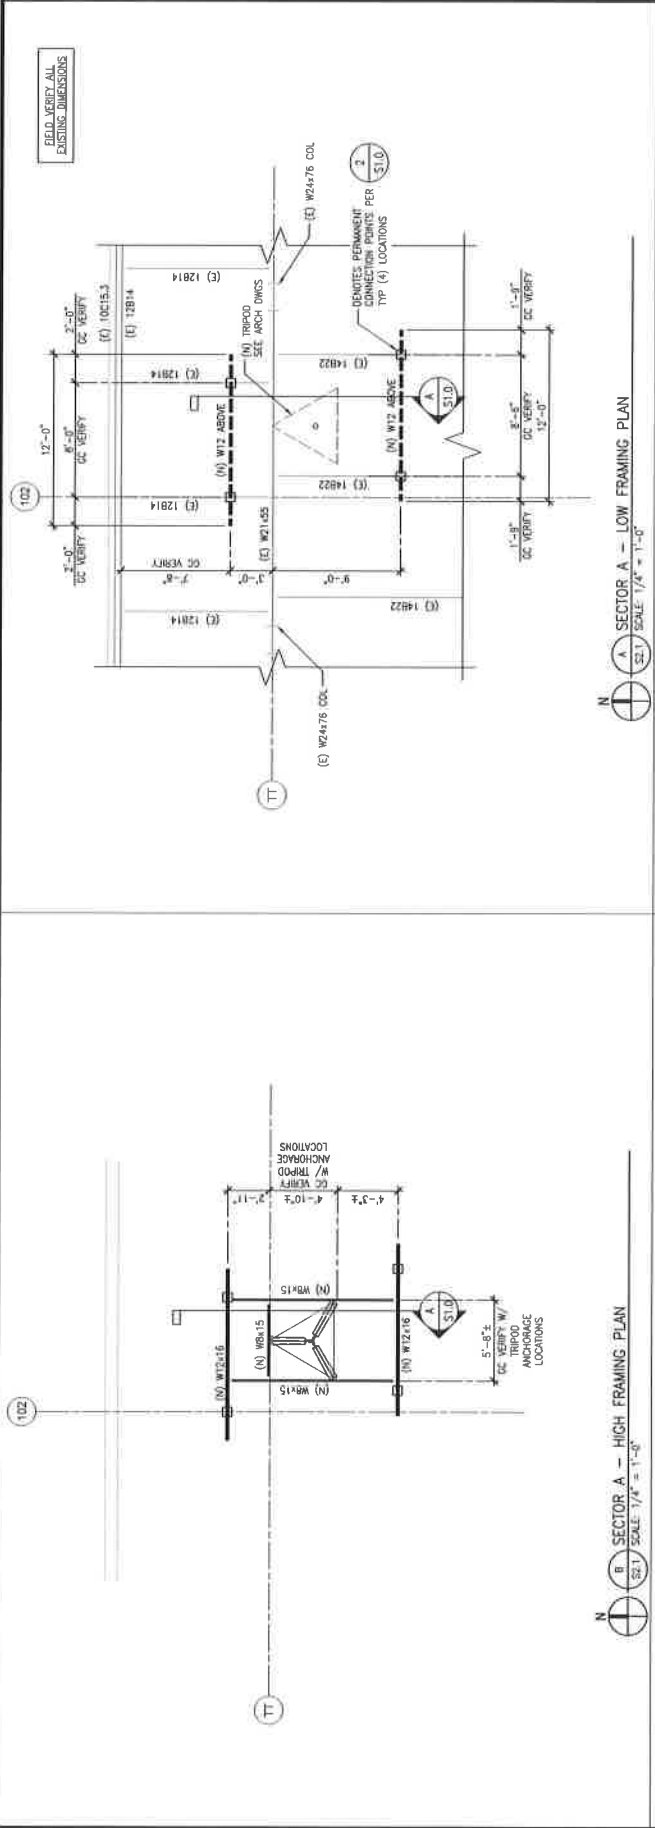 FIELD VERIFY ALL
EXISTING DIMENSIONS
102
12'-0"
2'-0"
GC VERIFY
8'-0"
GC VERIFY
2'-0"
GC VERIFY
(E) 10C15.3
(E) 12B14
(E) 12B14
(E) 12B14
(E) 12B14
(E) 12B14
7'-8"
GC VERIFY
3'-0"
9'-0"
(N) W12 ABOVE
(E) W21x55
(N) TRIPOD
SEE ARCH DWGS
(E) W24x76 COL
(E) W24x76 COL
TT
(E) 14B22
(E) 14B22
(E) 14B22
(N) W12 ABOVE
DENOTES PERMANENT
CONNECTION POINTS PER
TYP (4) LOCATIONS
2
S1.0
A
S1.0
1'-9"
GC VERIFY
8'-6"
GC VERIFY
1'-9"
GC VERIFY
12'-0"
N
A
S2.1
SECTOR A - LOW FRAMING PLAN
SCALE: 1/4" = 1'-0"
102
TT
(N) W12x16
(N) W8x15
(N) W8x15
(N) W8x15
(N) W12x16
2'-11"
4'-10"±
4'-3"±
GC VERIFY
W/ TRIPOD
ANCHORAGE
LOCATIONS
A
S1.0
5'-8"±
GC VERIFY W/
TRIPOD
ANCHORAGE
LOCATIONS
N
B
S2.1
SECTOR A - HIGH FRAMING PLAN
SCALE: 1/4" = 1'-0"